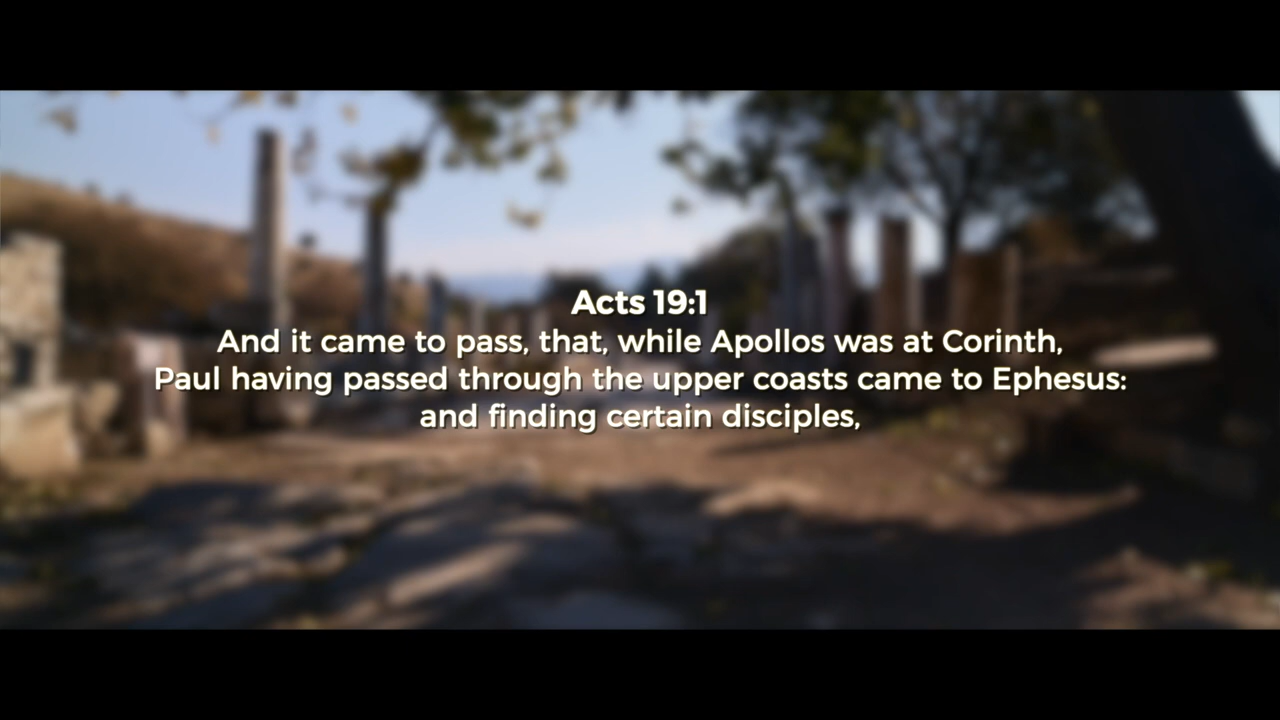 Acts 19:1
And it came to pass, that, while Apollos was at Corinth,
Paul having passed through the upper coasts came to Ephesus:
and finding certain disciples,